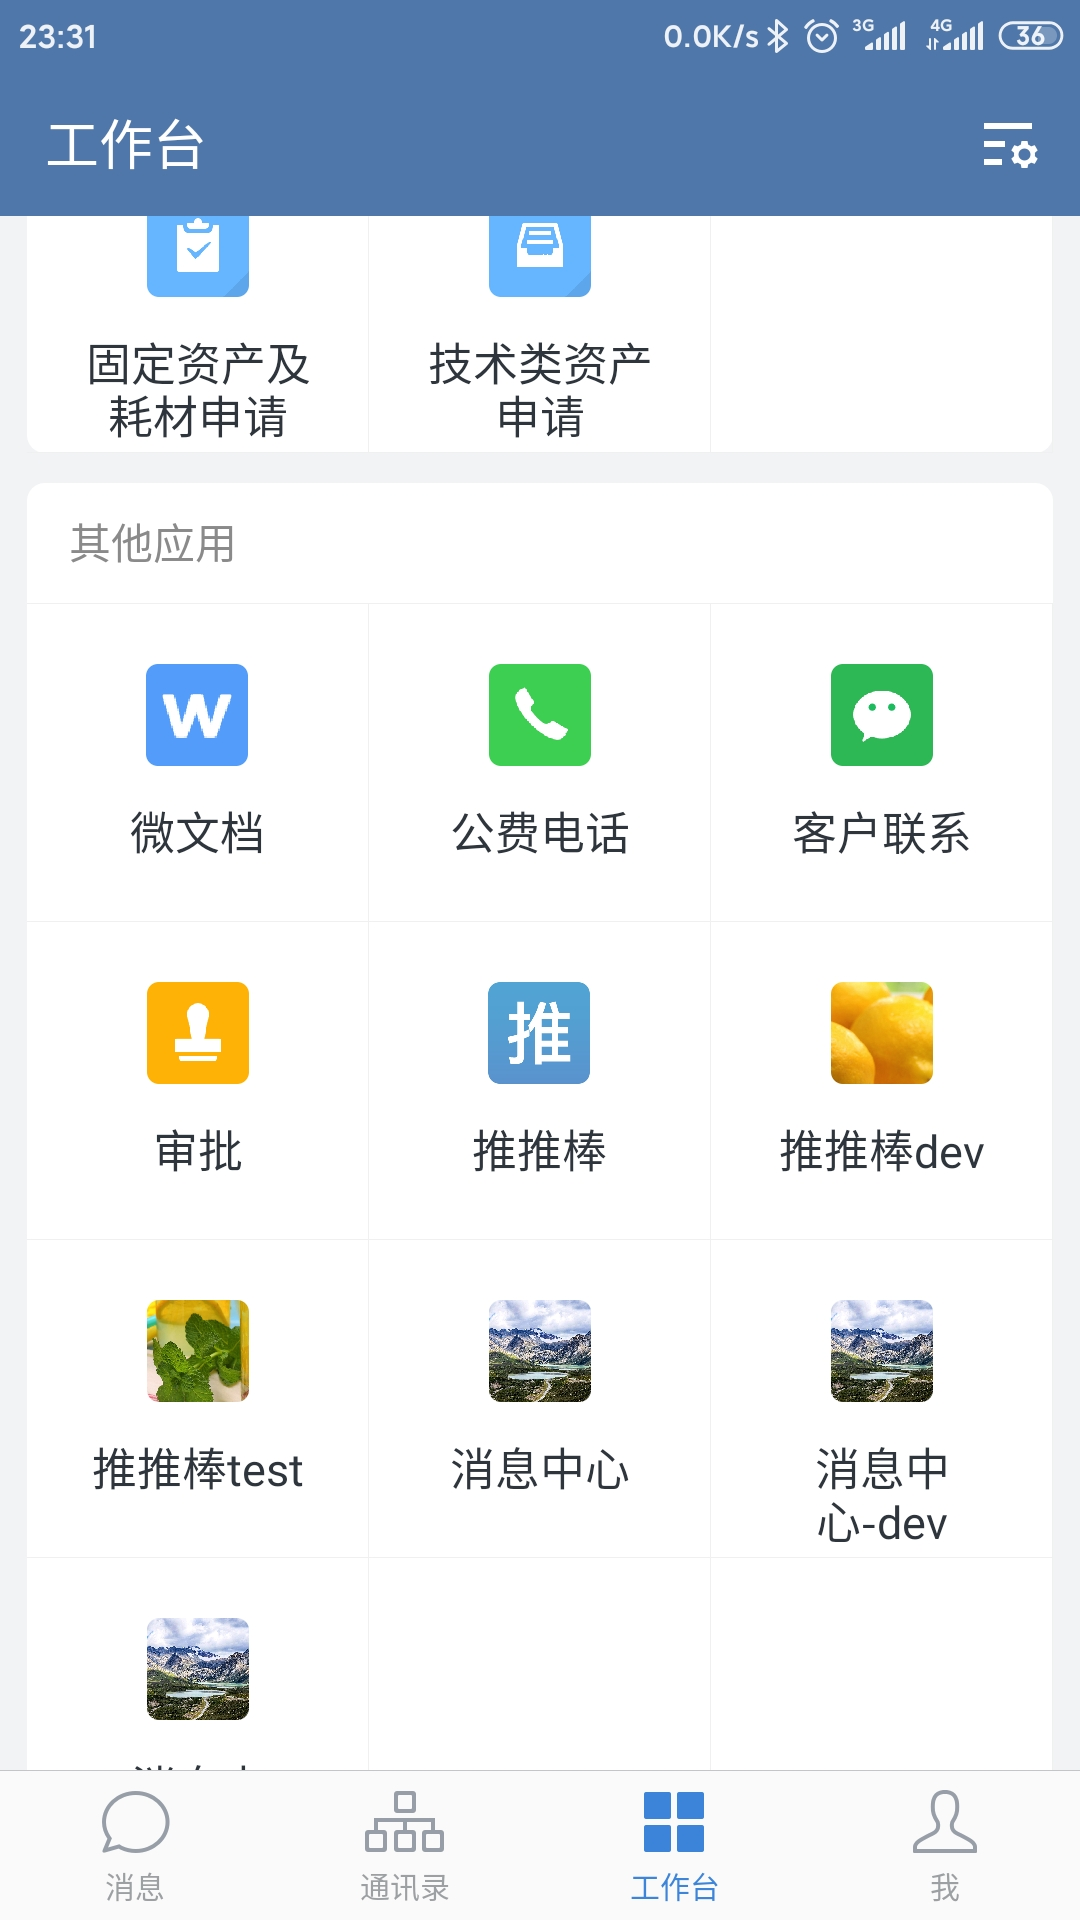 23:31
0.0K/s 3G 4G 36
工作台
固定资产及
耗材申请
技术类资产
申请
其他应用
W
微文档
公费电话
客户联系
推
审批
推推棒
推推棒dev
推推棒test
消息中心
消息中
心-dev
消息
通讯录
工作台
我